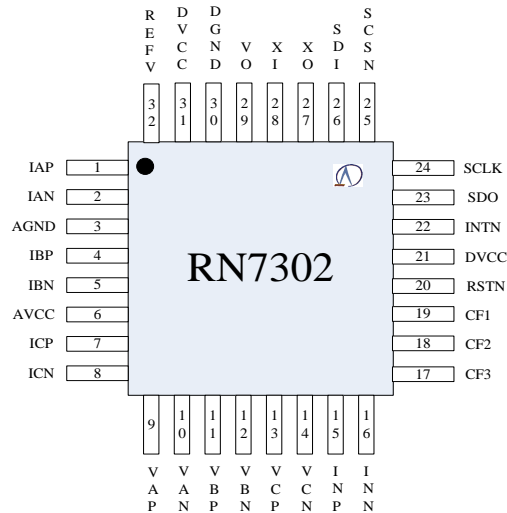 REFV DVCC DGND VO XI XO SDI SCSN
32 31 30 29 28 27 26 25
IAP 1
IAN 2
AGND 3
IBP 4
IBN 5
AVCC 6
ICP 7
ICN 8
RN7302
24 SCLK
23 SDO
22 INTN
21 DVCC
20 RSTN
19 CF1
18 CF2
17 CF3
9 10 11 12 13 14 15 16
VAP VAN VBP VBN VCP VCN INP INN